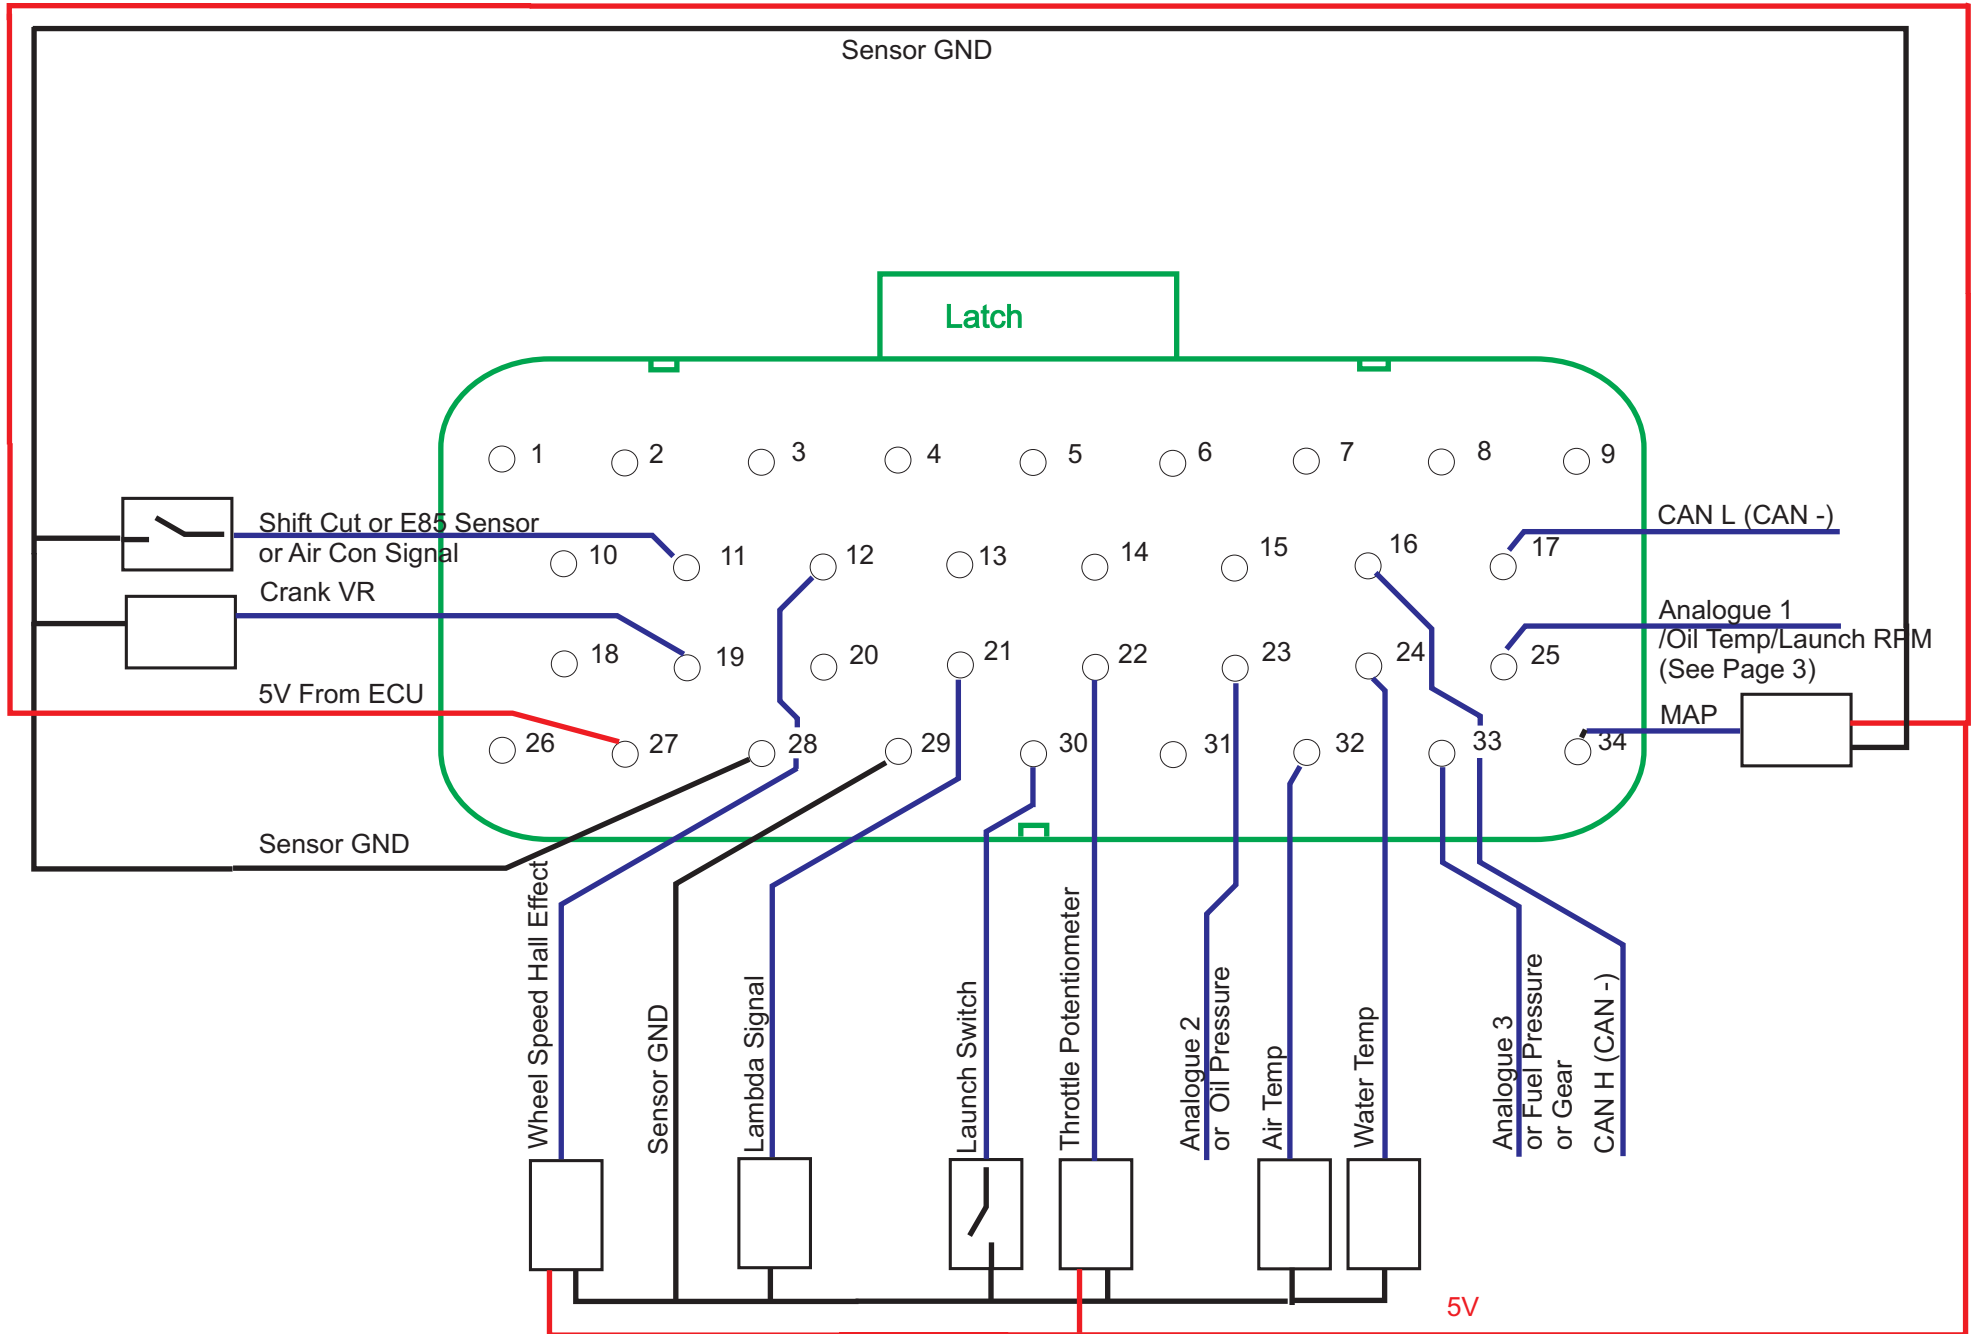 Sensor GND
Latch
1
2
3
4
5
6
7
8
9
Shift Cut or E85 Sensor
or Air Con Signal
CAN L (CAN -)
10
11
12
13
14
15
16
17
Crank VR
Analogue 1
/Oil Temp/Launch RPM
(See Page 3)
18
19
20
21
22
23
24
25
5V From ECU
MAP
26
27
28
29
30
31
32
33
34
Sensor GND
Wheel Speed Hall Effect
Sensor GND
Lambda Signal
Launch Switch
Throttle Potentiometer
Analogue 2
or Oil Pressure
Air Temp
Water Temp
Analogue 3
or Fuel Pressure
or Gear
CAN H (CAN -)
5V